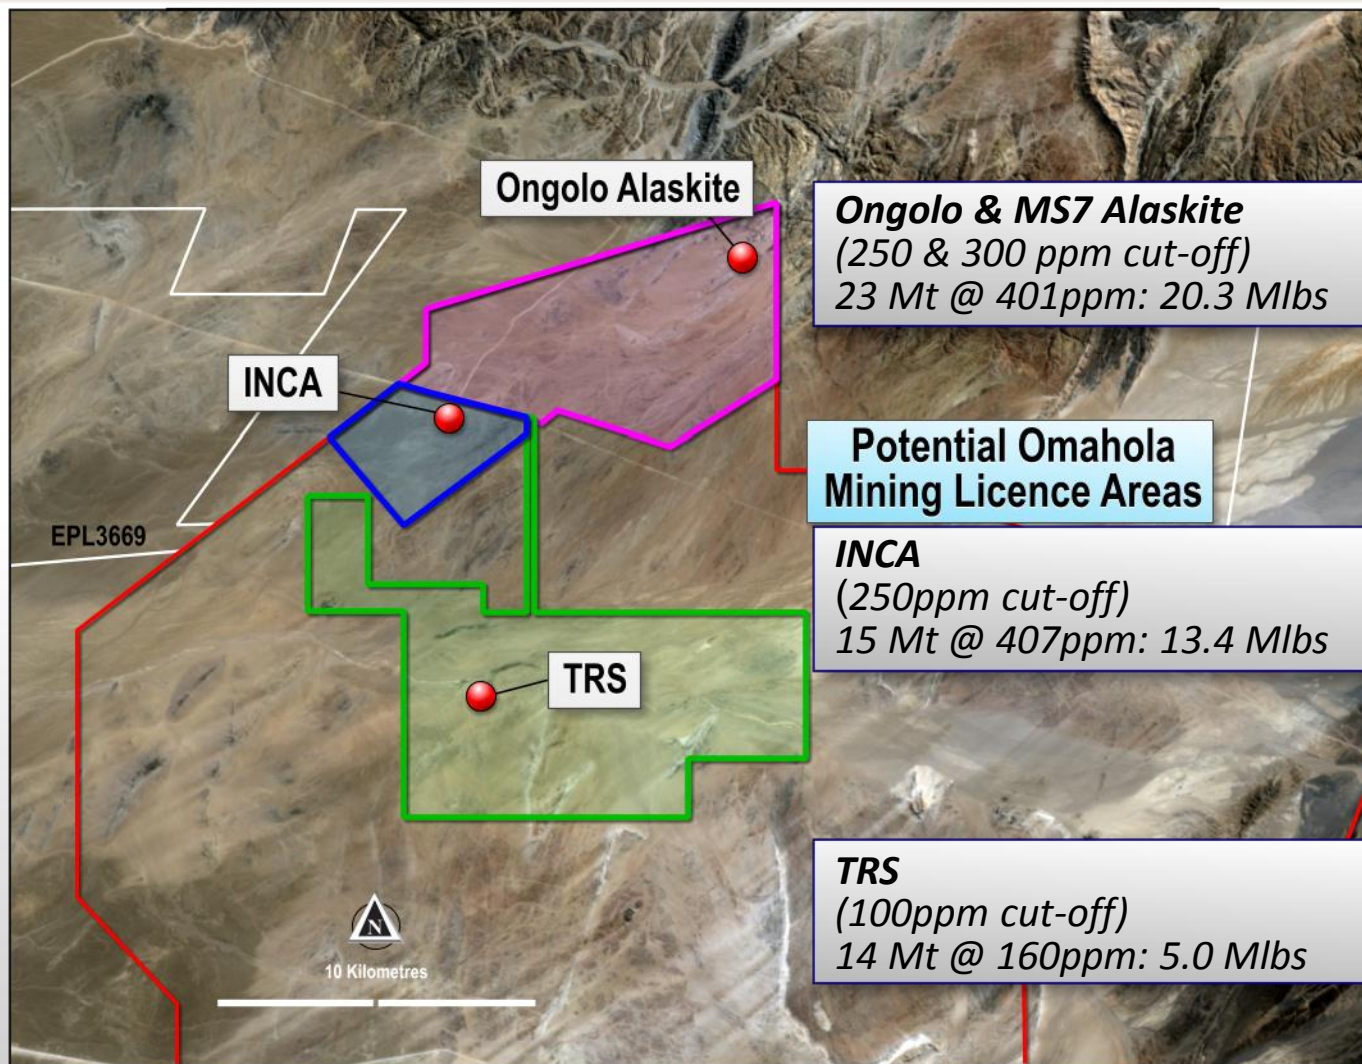 Ongolo Alaskite
Ongolo & MS7 Alaskite
(250 & 300 ppm cut-off)
23 Mt @ 401ppm: 20.3 Mlbs
INCA
Potential Omahola
Mining Licence Areas
EPL3669
INCA
(250ppm cut-off)
15 Mt @ 407ppm: 13.4 Mlbs
TRS
TRS
(100ppm cut-off)
14 Mt @ 160ppm: 5.0 Mlbs
N
10 Kilometres